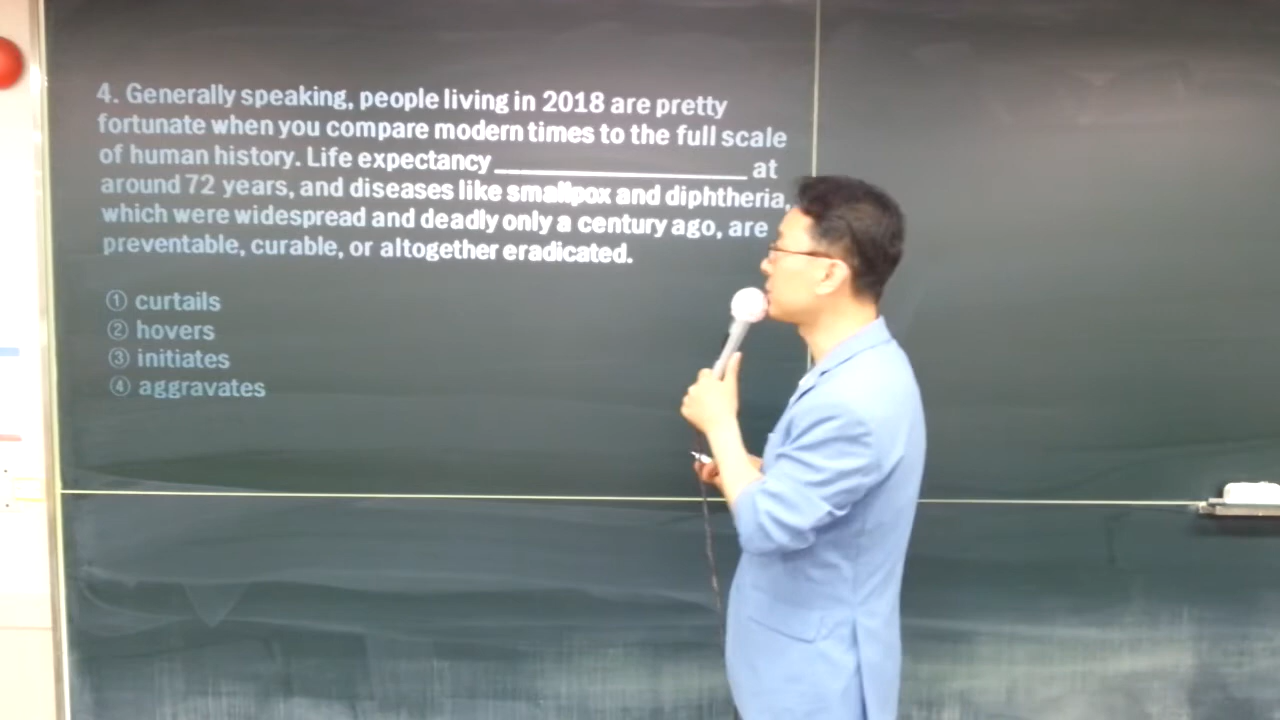 4. Generally speaking, people living in 2018 are pretty
fortunate when you compare modern times to the full scale
of human history. Life expectancy ____________________ at
around 72 years, and diseases like smallpox and diphtheria,
which were widespread and deadly only a century ago, are
preventable, curable, or altogether eradicated.
① curtails
② hovers
③ initiates
④ aggravates